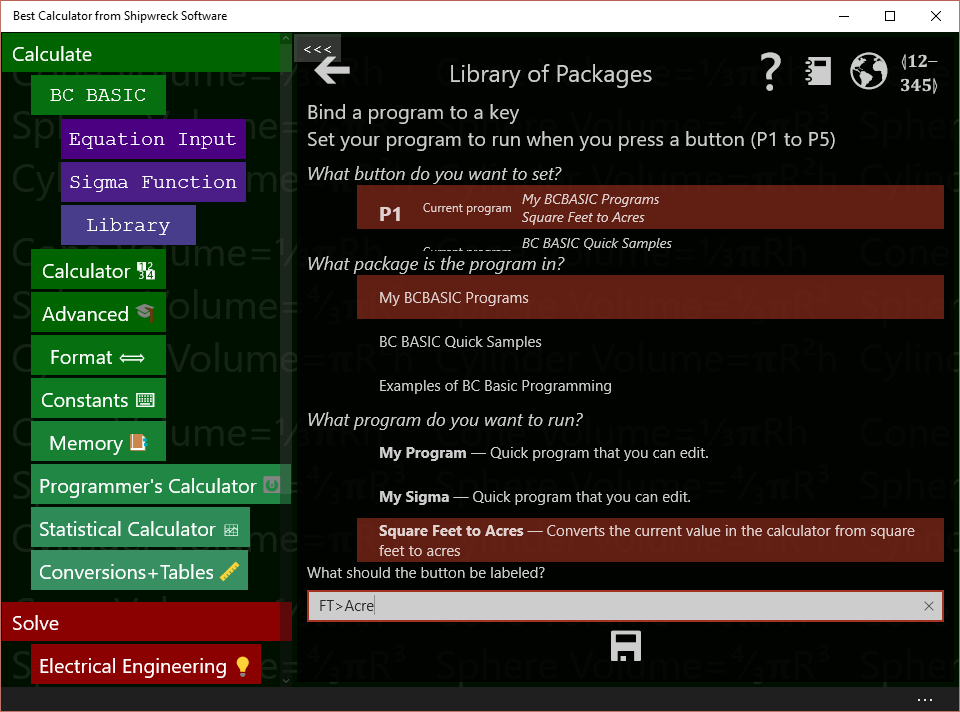 Best Calculator from Shipwreck Software
Calculate
BC BASIC
Equation Input
Sigma Function
Library
Calculator
Advanced
Format
Constants
Memory
Programmer's Calculator
Statistical Calculator
Conversions+Tables
Solve
Electrical Engineering
<<<
Library of Packages
?
(12–
345)
Bind a program to a key
Set your program to run when you press a button (P1 to P5)
What button do you want to set?
P1 Current program My BCBASIC Programs
Square Feet to Acres
Current program BC BASIC Quick Samples
What package is the program in?
My BCBASIC Programs
BC BASIC Quick Samples
Examples of BC Basic Programming
What program do you want to run?
My Program — Quick program that you can edit.
My Sigma — Quick program that you can edit.
Square Feet to Acres — Converts the current value in the calculator from square
feet to acres
What should the button be labeled?
FT>Acre
...